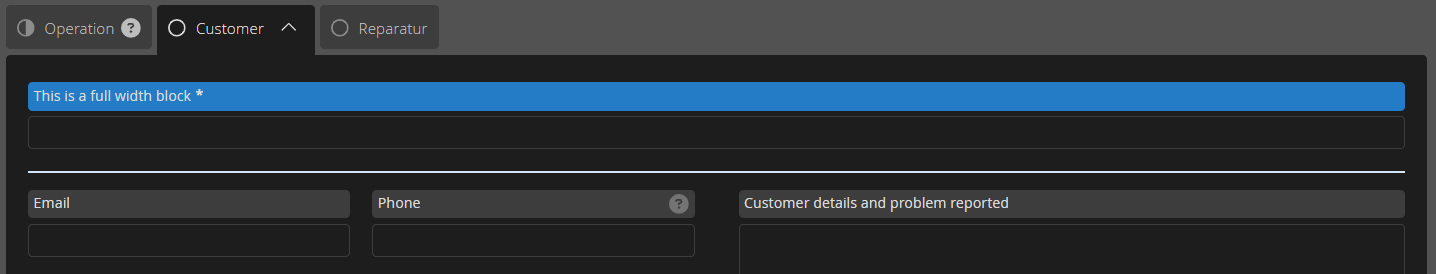 Operation ? Customer Reparatur
This is a full width block *
Email Phone ? Customer details and problem reported